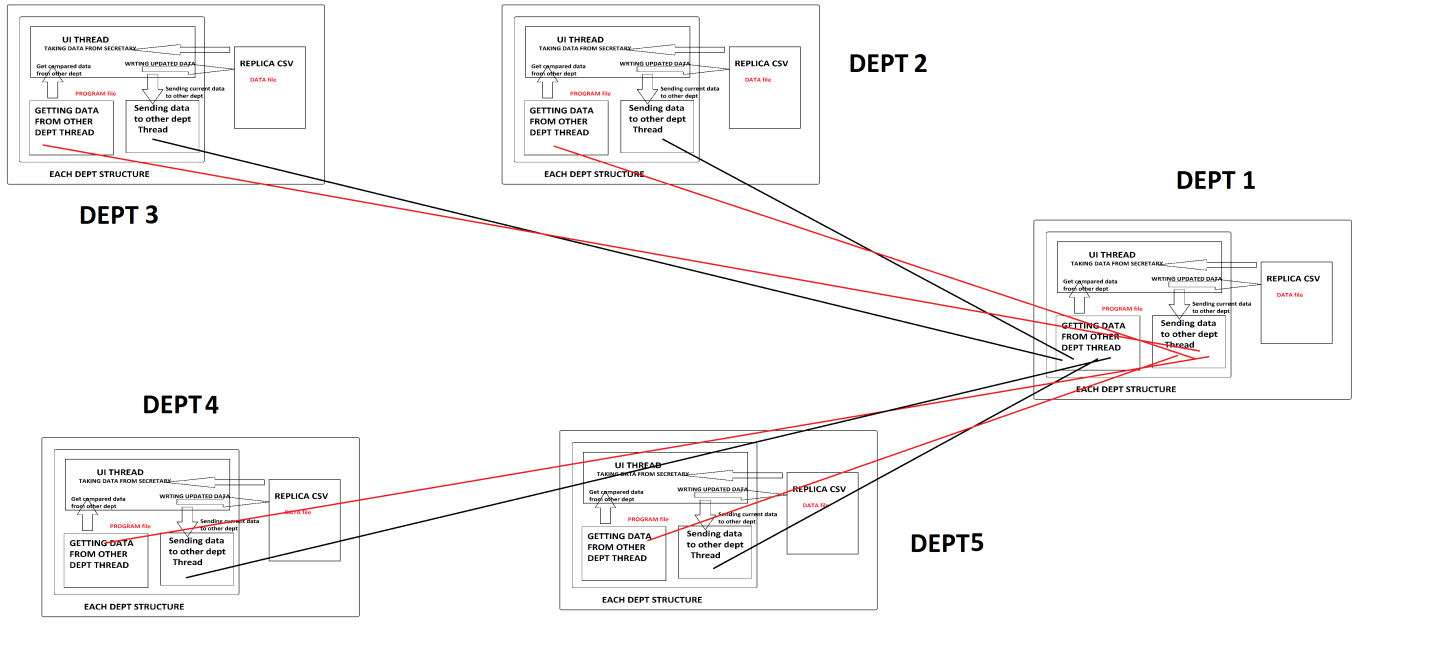 UI THREAD
TAKING DATA FROM SECRETARY
Get compared data
from other dept
WRTING UPDATED DATA
REPLICA CSV
DATA file
Sending current data
to other dept
PROGRAM file
GETTING DATA
FROM OTHER
DEPT THREAD
Sending data
to other dept
Thread
EACH DEPT STRUCTURE
DEPT 3
UI THREAD
TAKING DATA FROM SECRETARY
Get compared data
from other dept
WRTING UPDATED DATA
REPLICA CSV
DATA file
Sending current data
to other dept
PROGRAM file
GETTING DATA
FROM OTHER
DEPT THREAD
Sending data
to other dept
Thread
EACH DEPT STRUCTURE
DEPT 2
DEPT 1
UI THREAD
TAKING DATA FROM SECRETARY
Get compared data
from other dept
WRTING UPDATED DATA
REPLICA CSV
DATA file
Sending current data
to other dept
PROGRAM file
GETTING DATA
FROM OTHER
DEPT THREAD
Sending data
to other dept
Thread
EACH DEPT STRUCTURE
DEPT 4
UI THREAD
TAKING DATA FROM SECRETARY
Get compared data
from other dept
WRTING UPDATED DATA
REPLICA CSV
DATA file
Sending current data
to other dept
PROGRAM file
GETTING DATA
FROM OTHER
DEPT THREAD
Sending data
to other dept
Thread
EACH DEPT STRUCTURE
UI THREAD
TAKING DATA FROM SECRETARY
Get compared data
from other dept
WRTING UPDATED DATA
REPLICA CSV
DATA file
Sending current data
to other dept
PROGRAM file
GETTING DATA
FROM OTHER
DEPT THREAD
Sending data
to other dept
Thread
EACH DEPT STRUCTURE
DEPT5